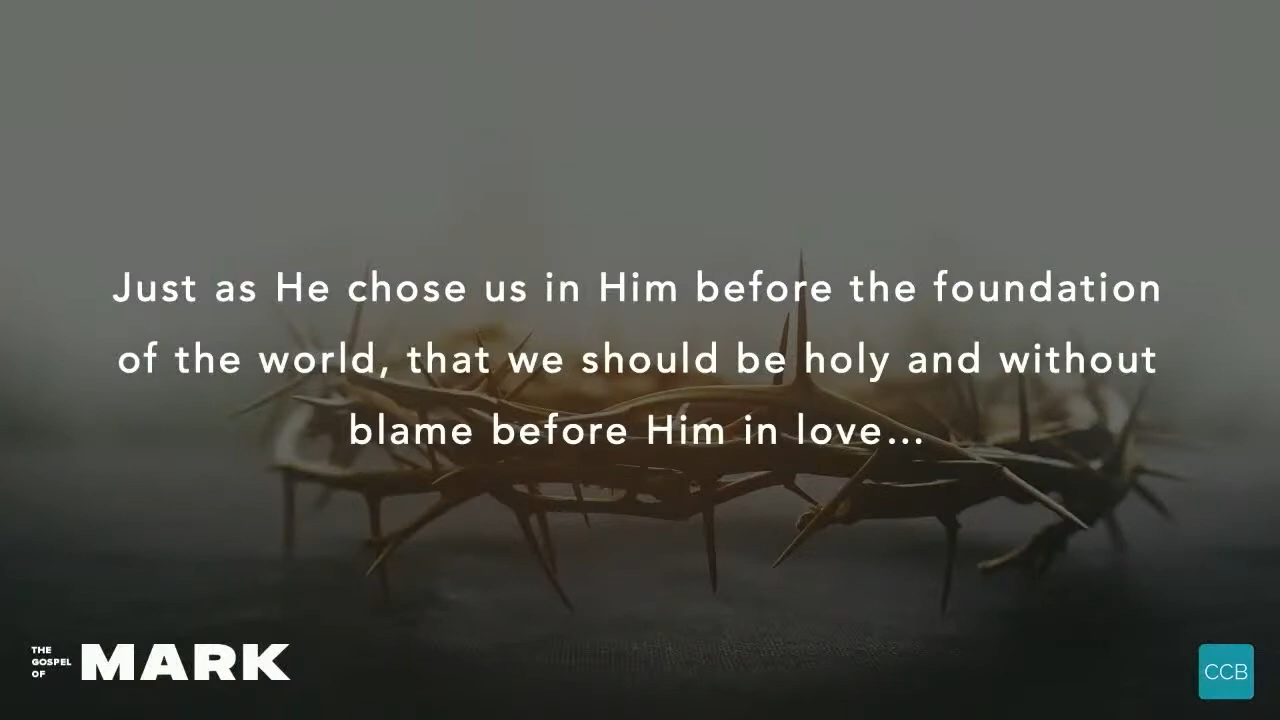 Just as He chose us in Him before the foundation
of the world, that we should be holy and without
blame before Him in love...
THE
GOSPEL
OF
MARK
CCB